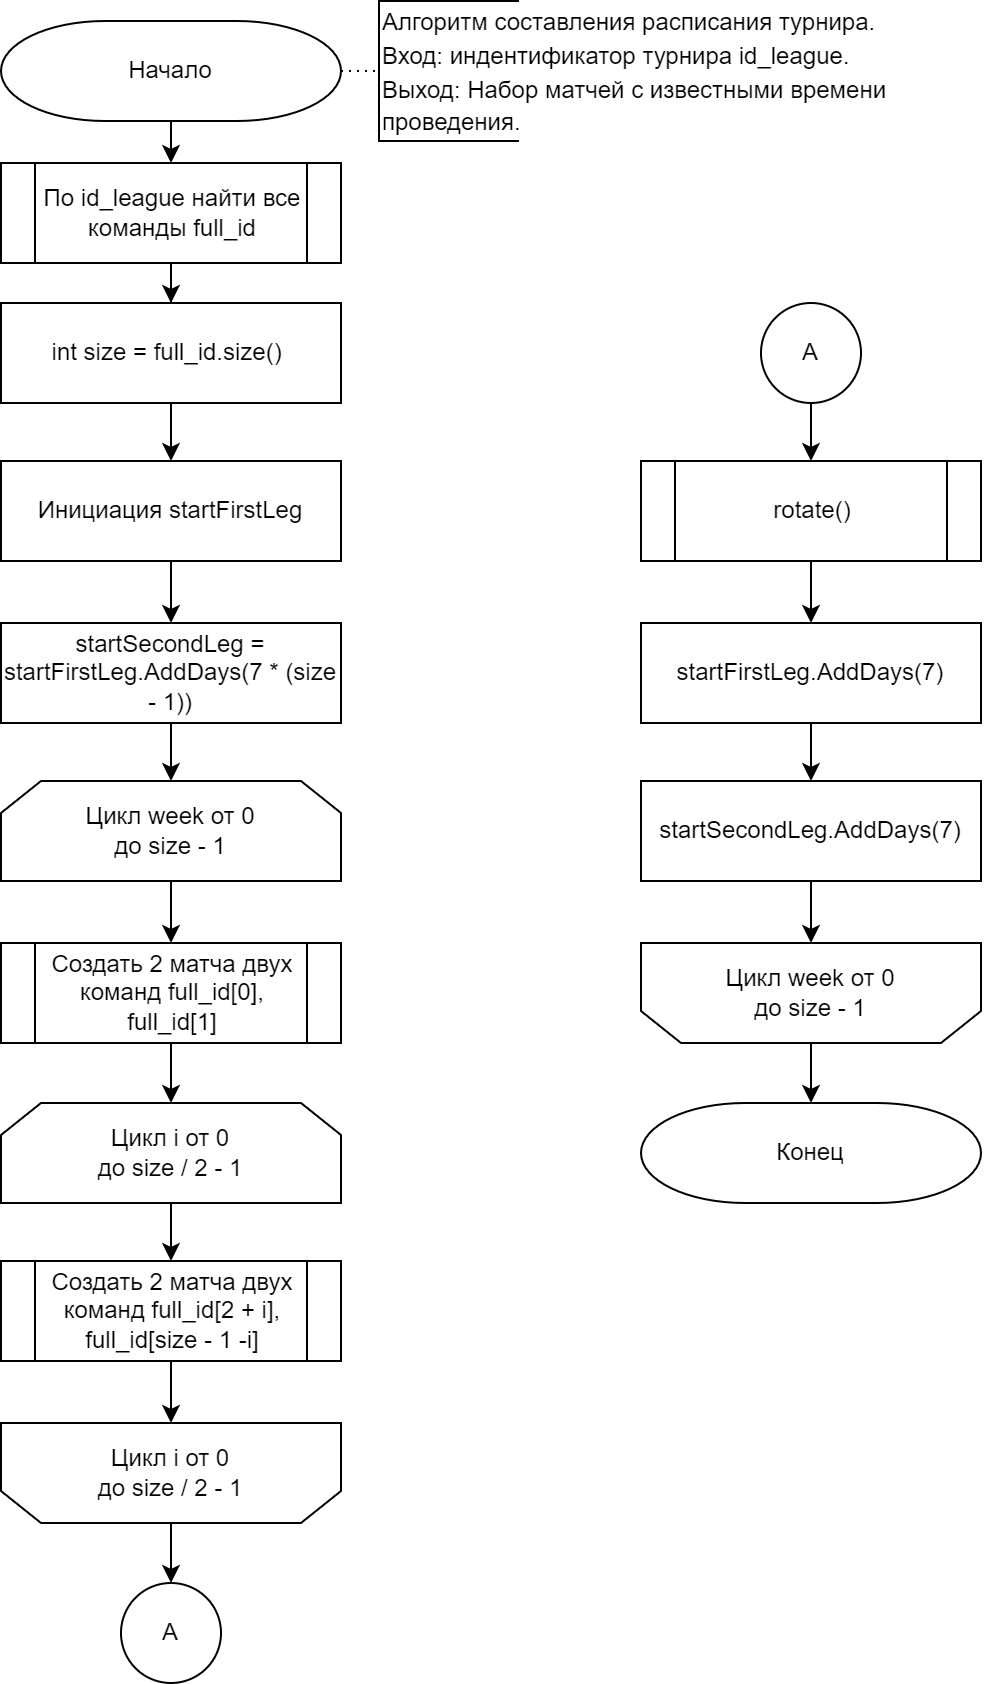 Начало
Алгоритм составления расписания турнира.
Вход: индентификатор турнира id_league.
Выход: Набор матчей с известными времени
проведения.
По id_league найти все
команды full_id
int size = full_id.size()
Инициация startFirstLeg
startSecondLeg =
startFirstLeg.AddDays(7 * (size
- 1))
Цикл week от 0
до size - 1
Создать 2 матча двух
команд full_id[0],
full_id[1]
Цикл i от 0
до size / 2 - 1
Создать 2 матча двух
команд full_id[2 + i],
full_id[size - 1 -i]
Цикл i от 0
до size / 2 - 1
A
A
rotate()
startFirstLeg.AddDays(7)
startSecondLeg.AddDays(7)
Цикл week от 0
до size - 1
Конец